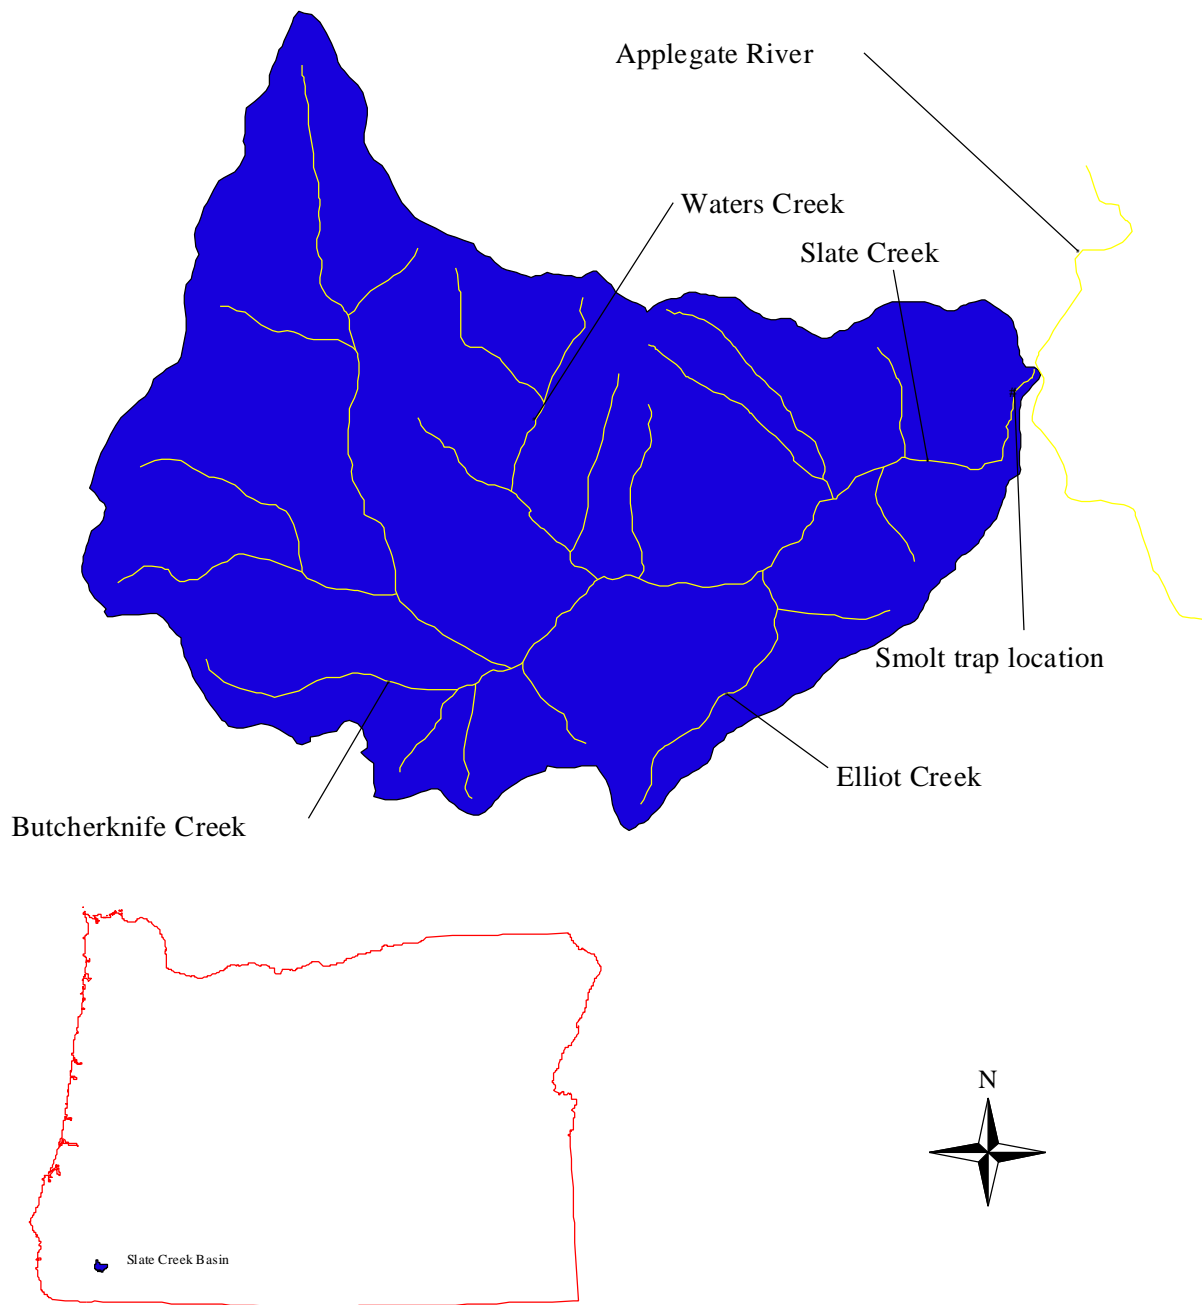 Applegate River
Waters Creek
Slate Creek
Smolt trap location
Elliot Creek
Butcherknife Creek
N
Slate Creek Basin